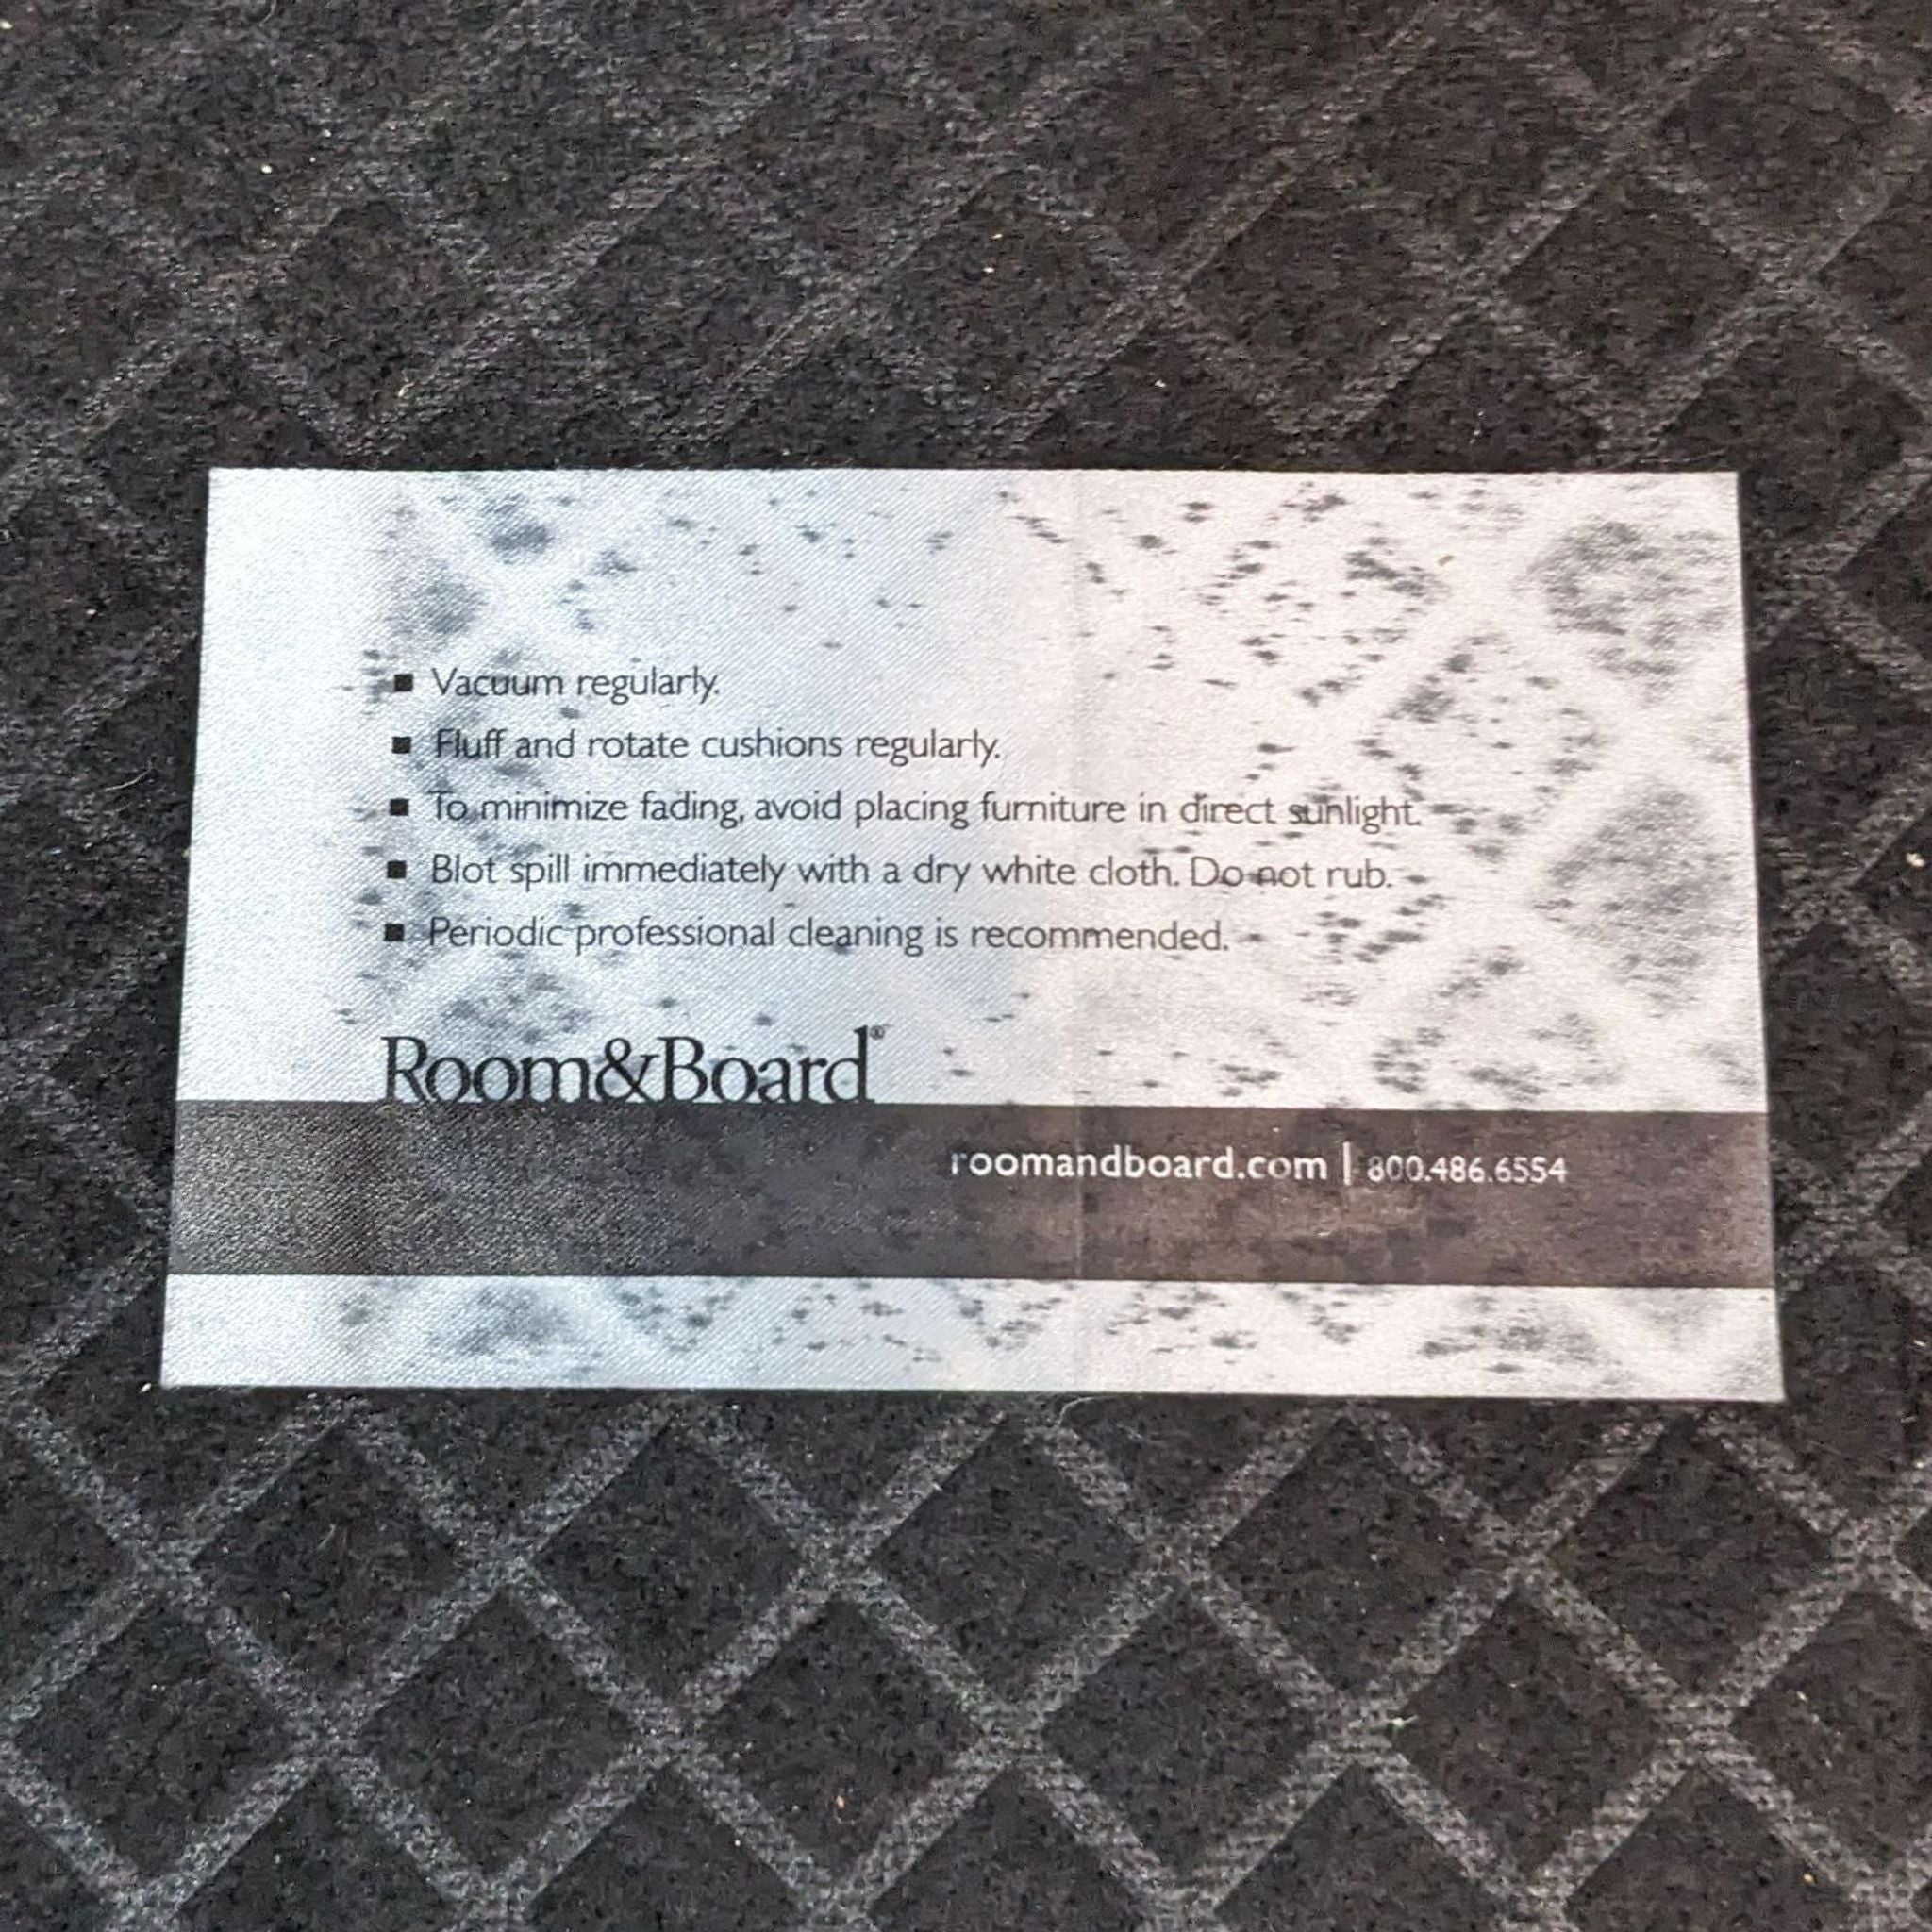 ■ Vacuum regularly.
■ Fluff and rotate cushions regularly.
■ To minimize fading, avoid placing furniture in direct sunlight.
■ Blot spill immediately with a dry white cloth. Do not rub.
■ Periodic professional cleaning is recommended.
Room&Board®
roomandboard.com | 800.486.6554